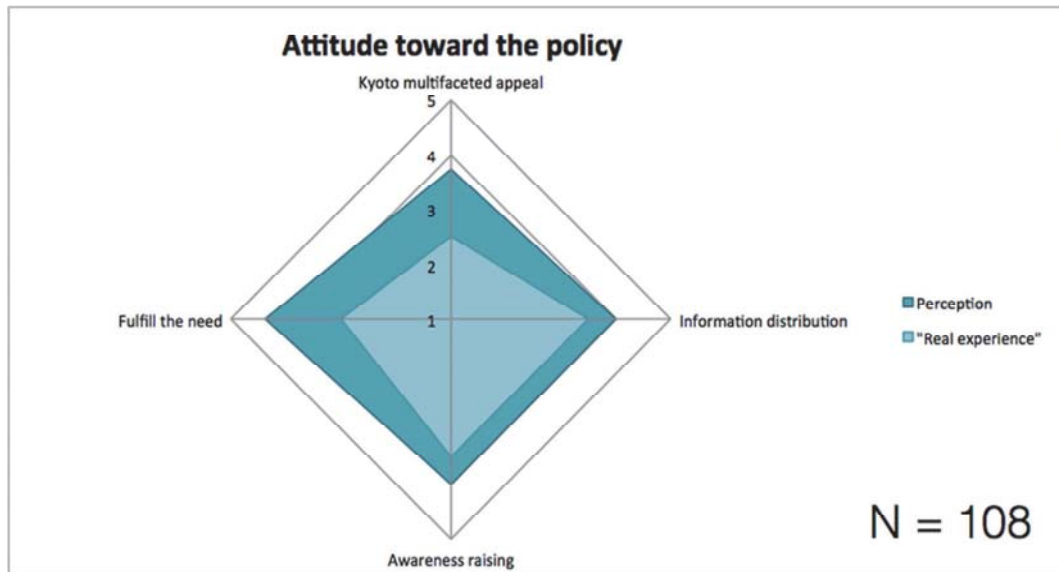 Attitude toward the policy
Kyoto multifaceted appeal
5
4
3
2
1
Fulfill the need
Information distribution
Perception
"Real experience"
Awareness raising
N = 108